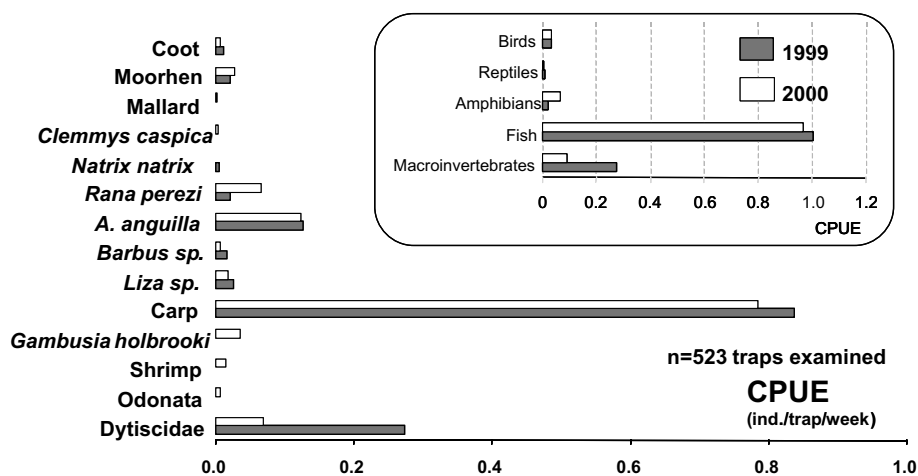 Coot
Moorhen
Mallard
Clemmys caspica
Natrix natrix
Rana perezi
A. anguilla
Barbus sp.
Liza sp.
Carp
Gambusia holbrooki
Shrimp
Odonata
Dytiscidae
0.0 0.2 0.4 0.6 0.8 1.0
n=523 traps examined
CPUE
(ind./trap/week)
Birds
Reptiles
Amphibians
Fish
Macroinvertebrates
0 0.2 0.4 0.6 0.8 1.0 1.2
CPUE
1999
2000